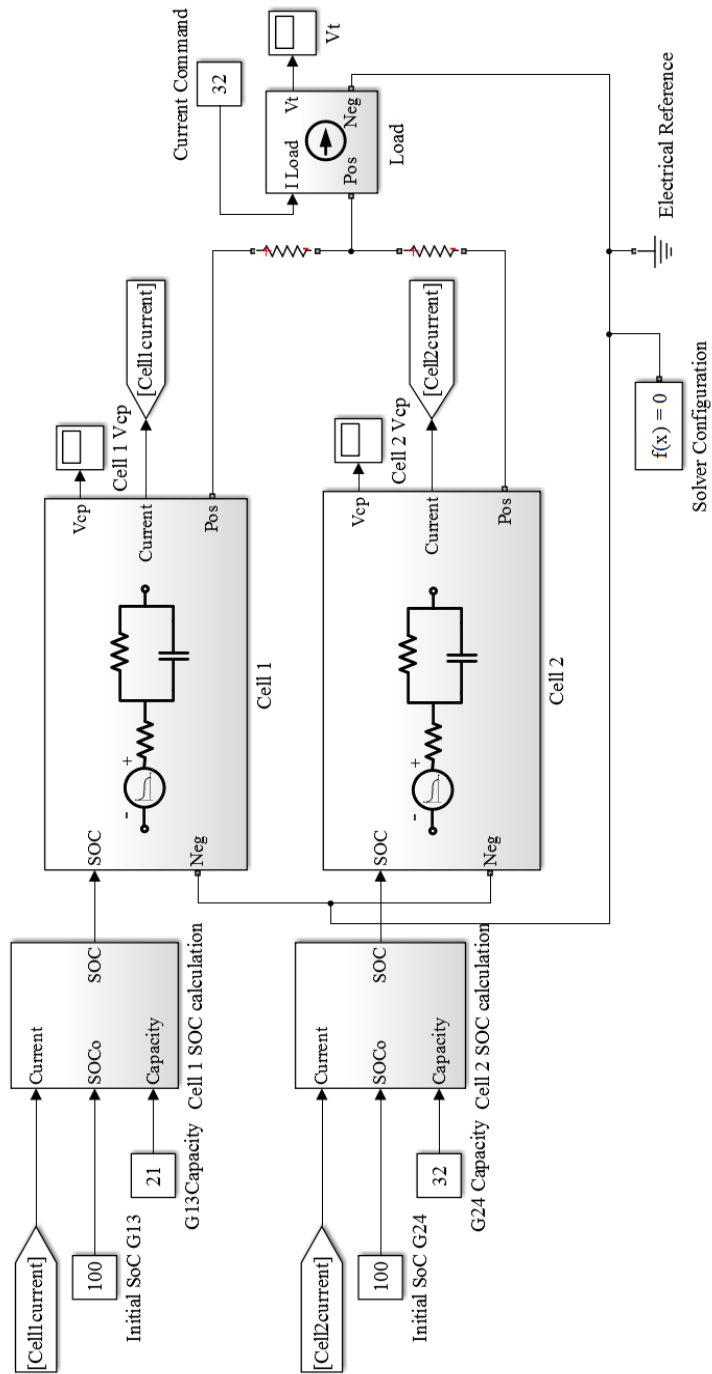 [Cell1current]
100
Initial SoC G13
21
G13Capacity
Current
SOCo
Capacity
SOC
Cell 1 SOC calculation
SOC
Neg
-
+
Vcp
Current
Pos
Cell 1
Cell 1 Vcp
[Cell1current]
[Cell2current]
100
Initial SoC G24
32
G24 Capacity
Current
SOCo
Capacity
SOC
Cell 2 SOC calculation
SOC
Neg
-
+
Vcp
Current
Pos
Cell 2
Cell 2 Vcp
[Cell2current]
Current Command
32
I Load
Vt
Pos
Neg
Load
Vt
+
-
+
-
f(x) = 0
Solver Configuration
Electrical Reference